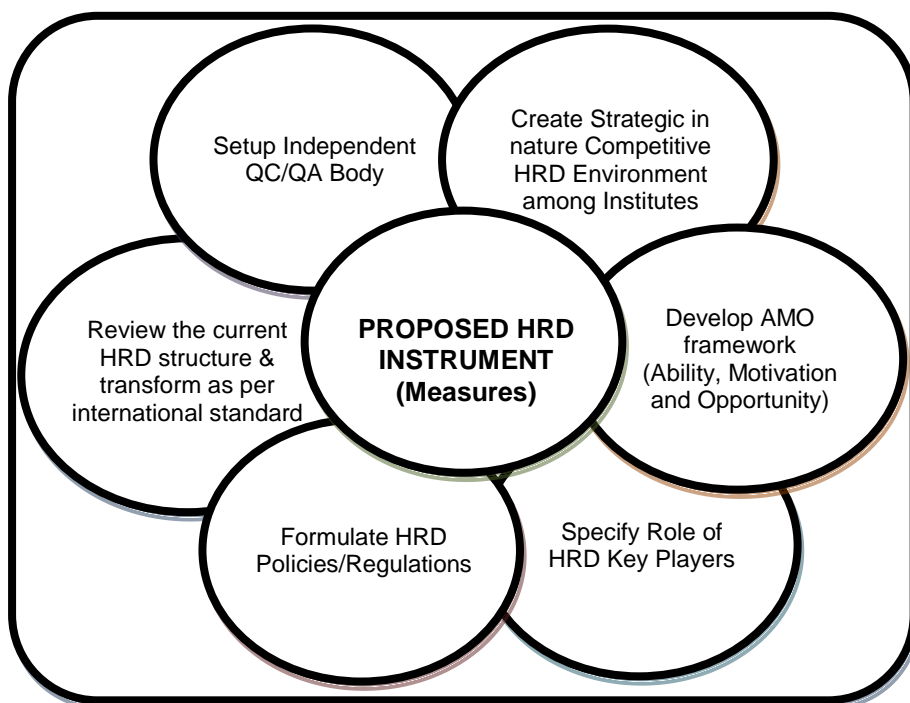 Setup Independent
QC/QA Body
Create Strategic in
nature Competitive
HRD Environment
among Institutes
Review the current
HRD structure &
transform as per
international standard
PROPOSED HRD
INSTRUMENT
(Measures)
Develop AMO
framework
(Ability, Motivation
and Opportunity)
Formulate HRD
Policies/Regulations
Specify Role of
HRD Key Players